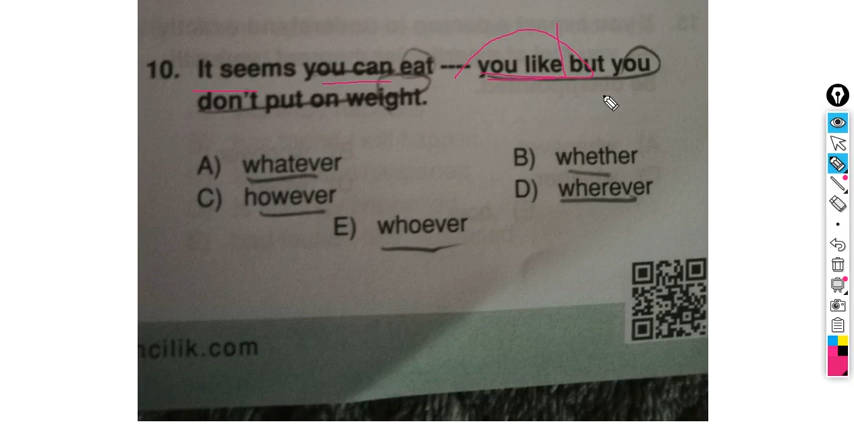 10. It seems you can eat ---- you like but you
don't put on weight.
A) whatever B) whether
C) however D) wherever
E) whoever
ncilik.com